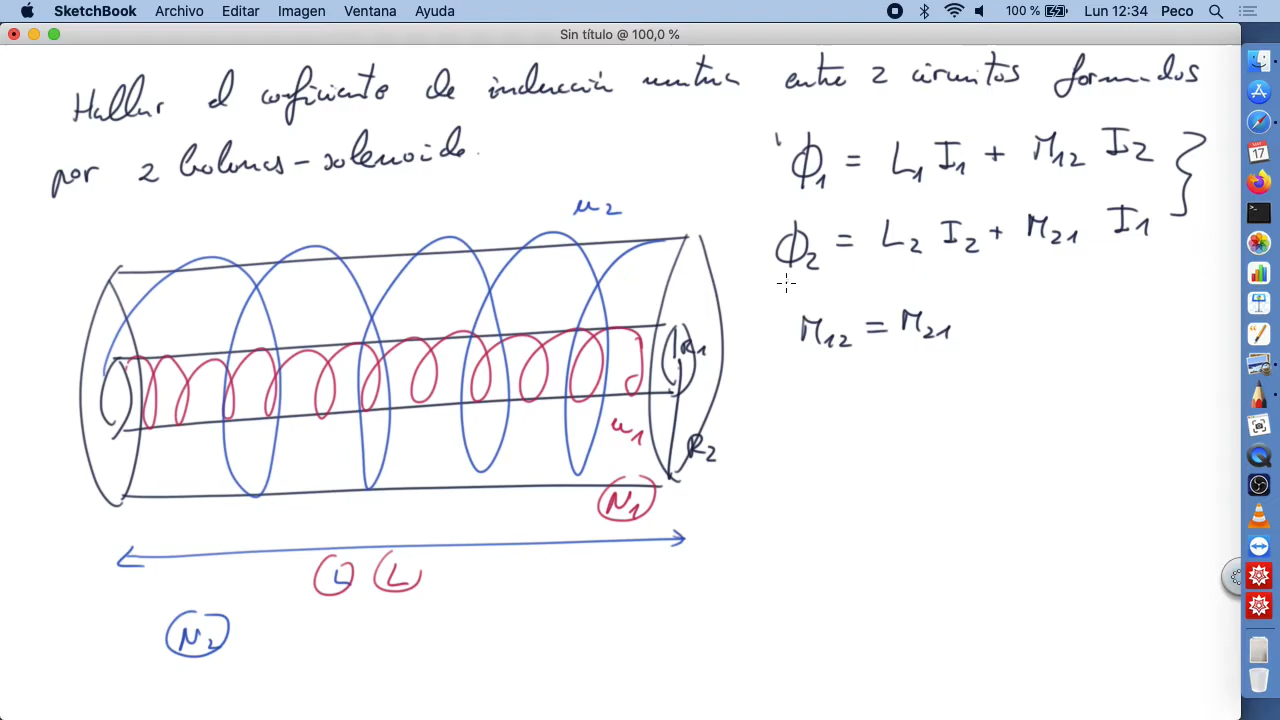 SketchBook Archivo Editar Imagen Ventana Ayuda 100 % Lun 12:34 Peco
Sin título @ 100,0 %
Hallar el coeficiente de inducción mutua entre 2 circuitos formados
por 2 bobinas-solenoide.
ϕ₁ = L₁ I₁ + M₁₂ I₂
ϕ₂ = L₂ I₂ + M₂₁ I₁
M₁₂ = M₂₁
n₂
R₁
n₁
R₂
N₁
L L
N₂
17